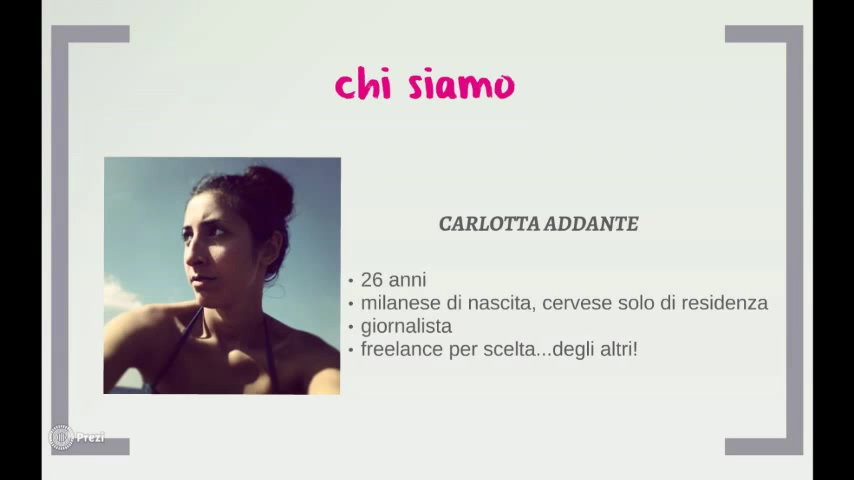 chi siamo
CARLOTTA ADDANTE
• 26 anni
• milanese di nascita, cervese solo di residenza
• giornalista
• freelance per scelta...degli altri!
Prezi